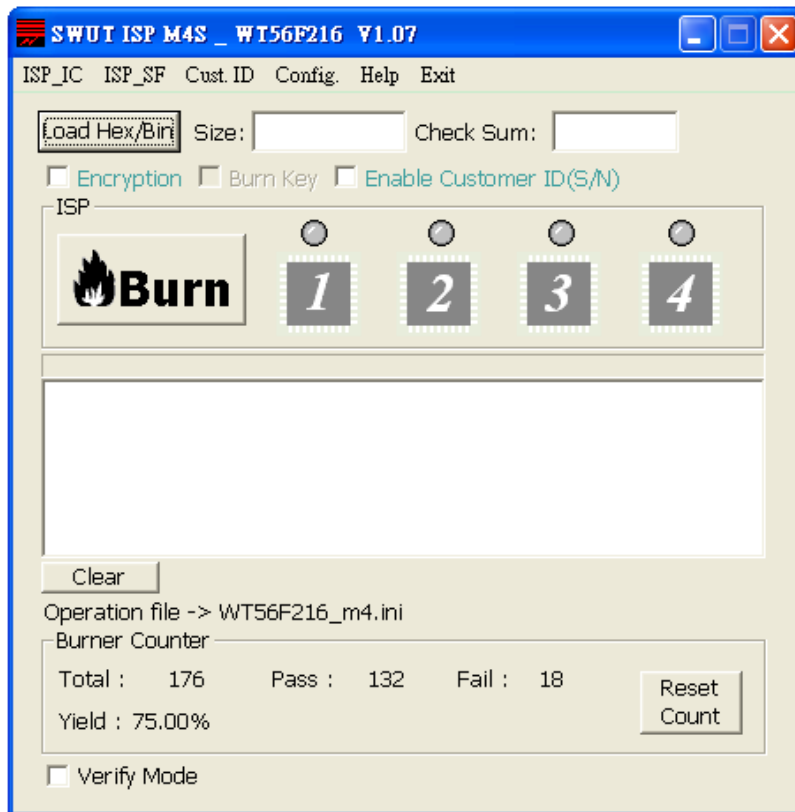 SWUT ISP M4S _ WT56F216 V1.07
ISP_IC ISP_SF Cust. ID Config. Help Exit
Load Hex/Bin Size: Check Sum:
Encryption Burn Key Enable Customer ID(S/N)
ISP
Burn 1 2 3 4
Clear
Operation file -> WT56F216_m4.ini
Burner Counter
Total : 176 Pass : 132 Fail : 18
Reset
Count
Yield : 75.00%
Verify Mode